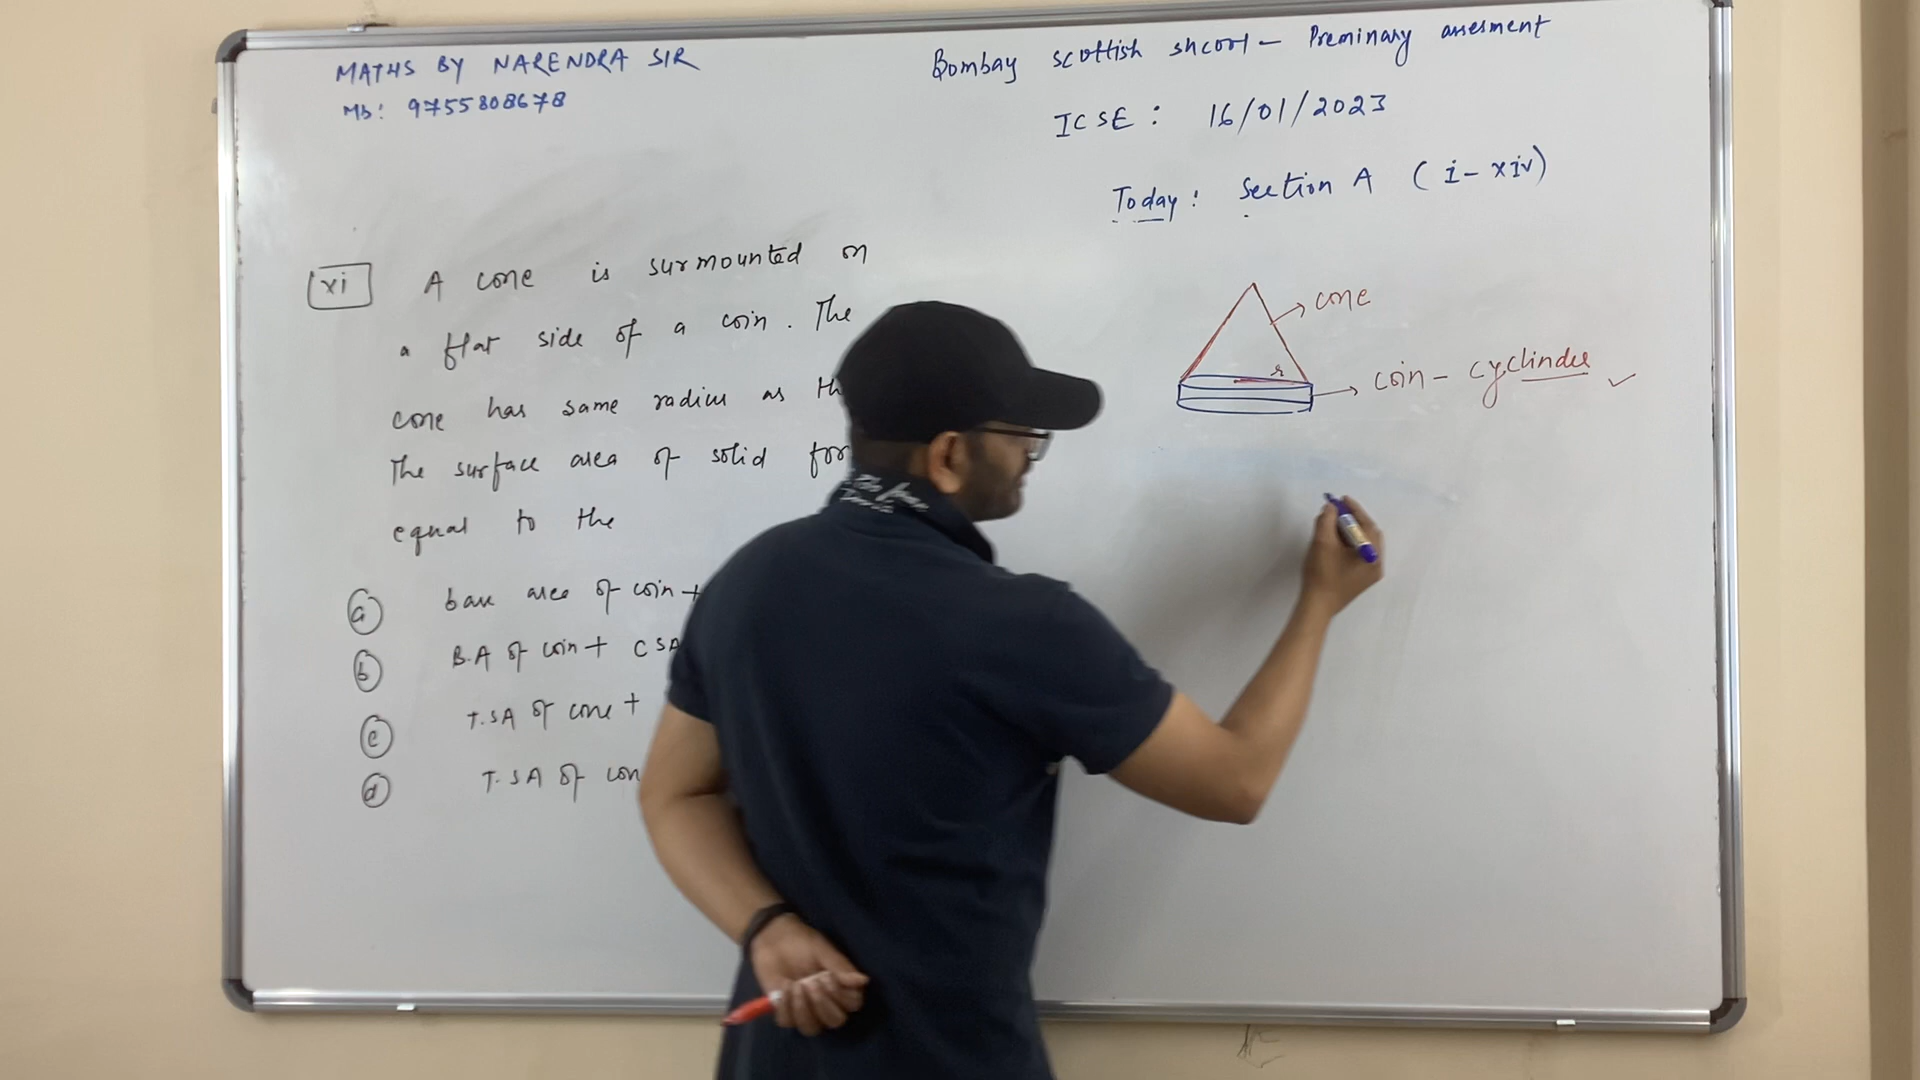 MATHS BY NARENDRA SIR
Mb: 9755808678
Bombay scottish shcorl - Preminary assesment
ICSE : 16/01/2023
Today : Section A ( i - xiv)
xi A cone is surmounted on
a flat side of a coin. The
cone has same radius as th
The surface area of solid for
equal to the
a base area of coin +
b B.A of coin + CSA
c T.SA of cone +
d T.SA of con
cone
r
coin - cyclinder